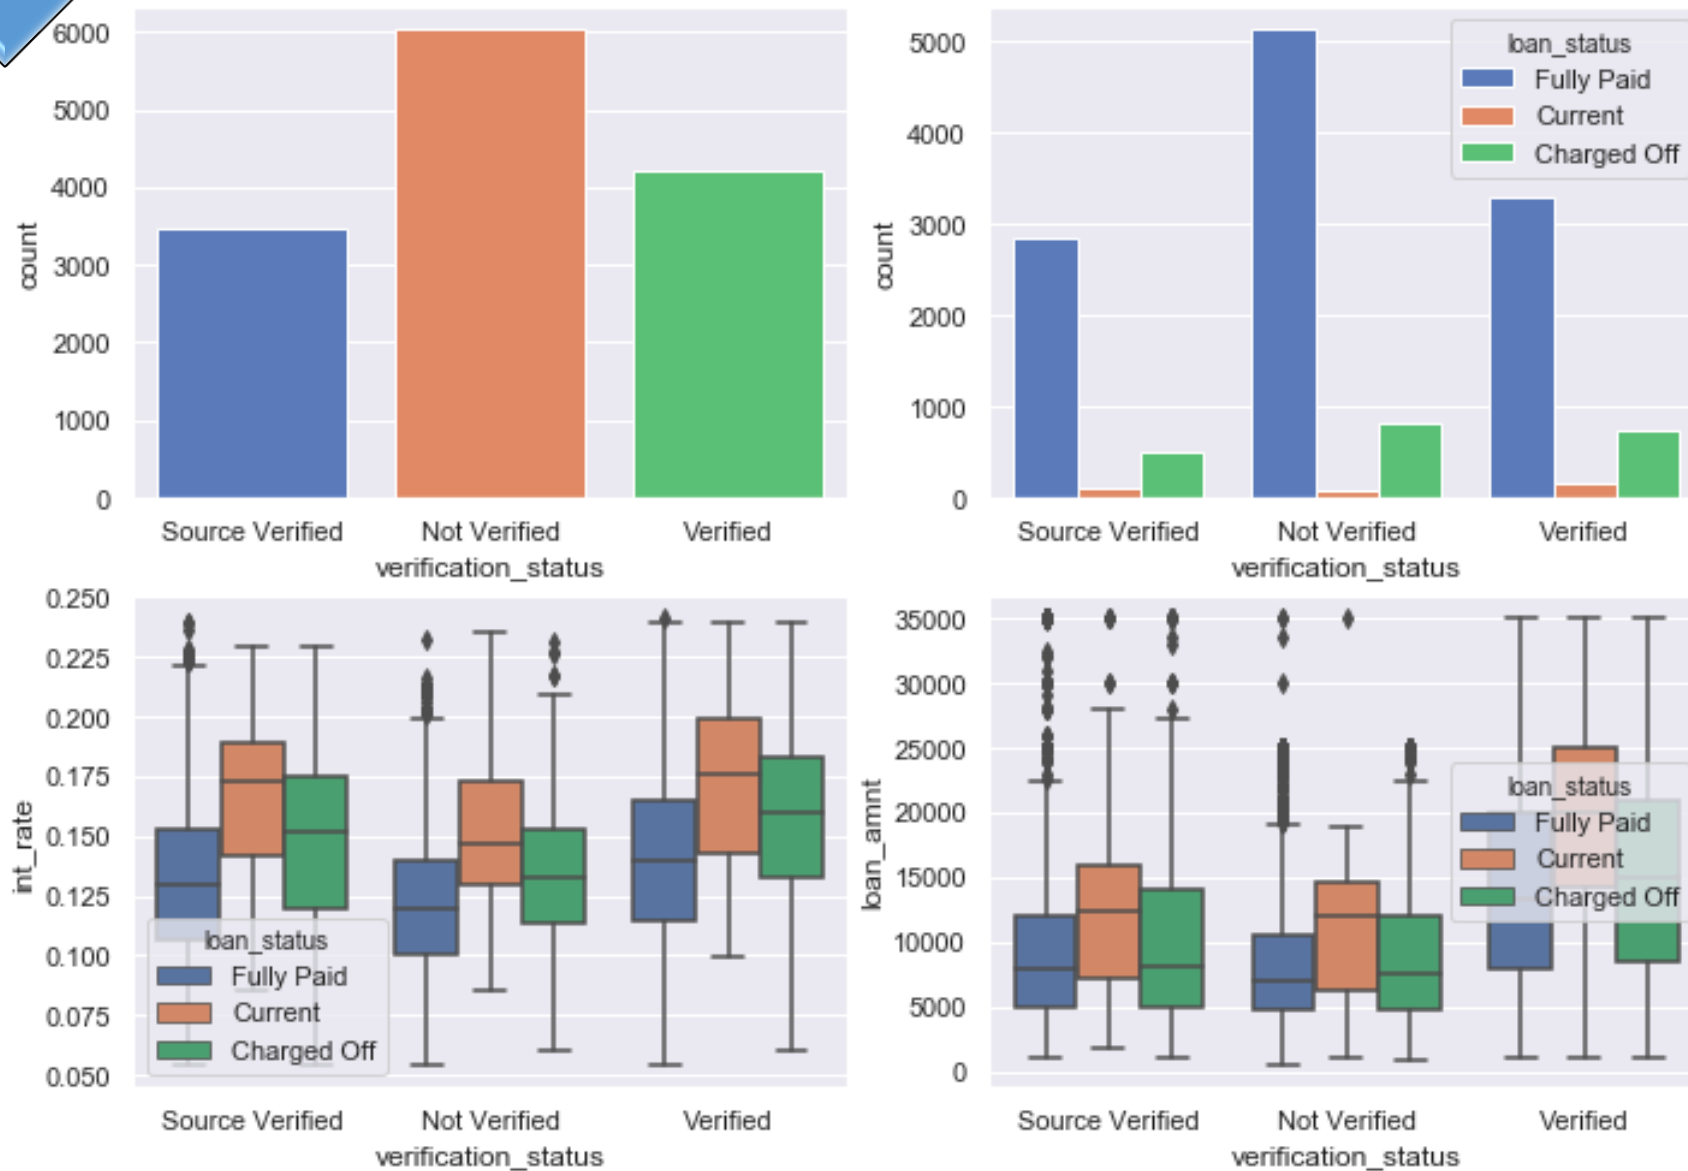 6000
5000
4000
3000
2000
1000
0
count
Source Verified Not Verified Verified
verification_status
5000
4000
3000
2000
1000
0
count
loan_status
Fully Paid
Current
Charged Off
Source Verified Not Verified Verified
verification_status
0.250
0.225
0.200
0.175
0.150
0.125
0.100
0.075
0.050
int_rate
loan_status
Fully Paid
Current
Charged Off
Source Verified Not Verified Verified
verification_status
35000
30000
25000
20000
15000
10000
5000
0
loan_amnt
loan_status
Fully Paid
Current
Charged Off
Source Verified Not Verified Verified
verification_status